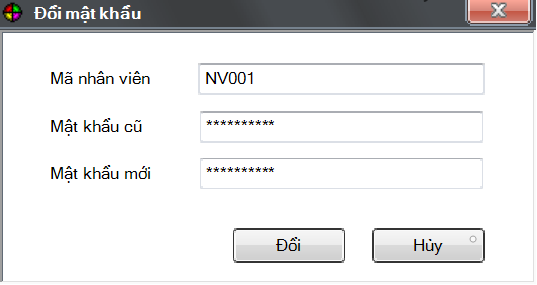 Đổi mật khẩu
Mã nhân viên NV001
Mật khẩu cũ **********
Mật khẩu mới **********
Đổi Hủy